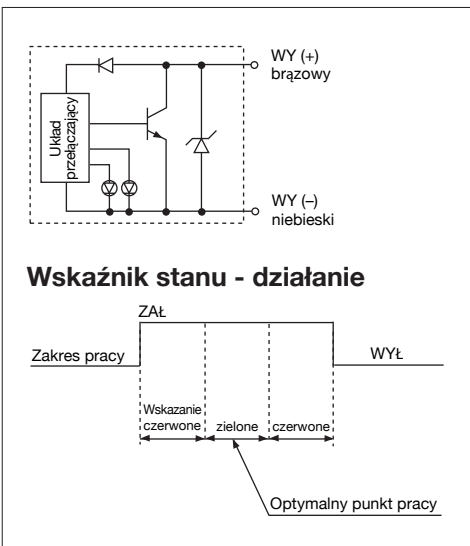 WY (+)
brązowy
Układ
przełączający
WY (–)
niebieski
Wskaźnik stanu - działanie
ZAŁ
Zakres pracy
WYŁ
Wskazanie
czerwone
zielone
czerwone
Optymalny punkt pracy